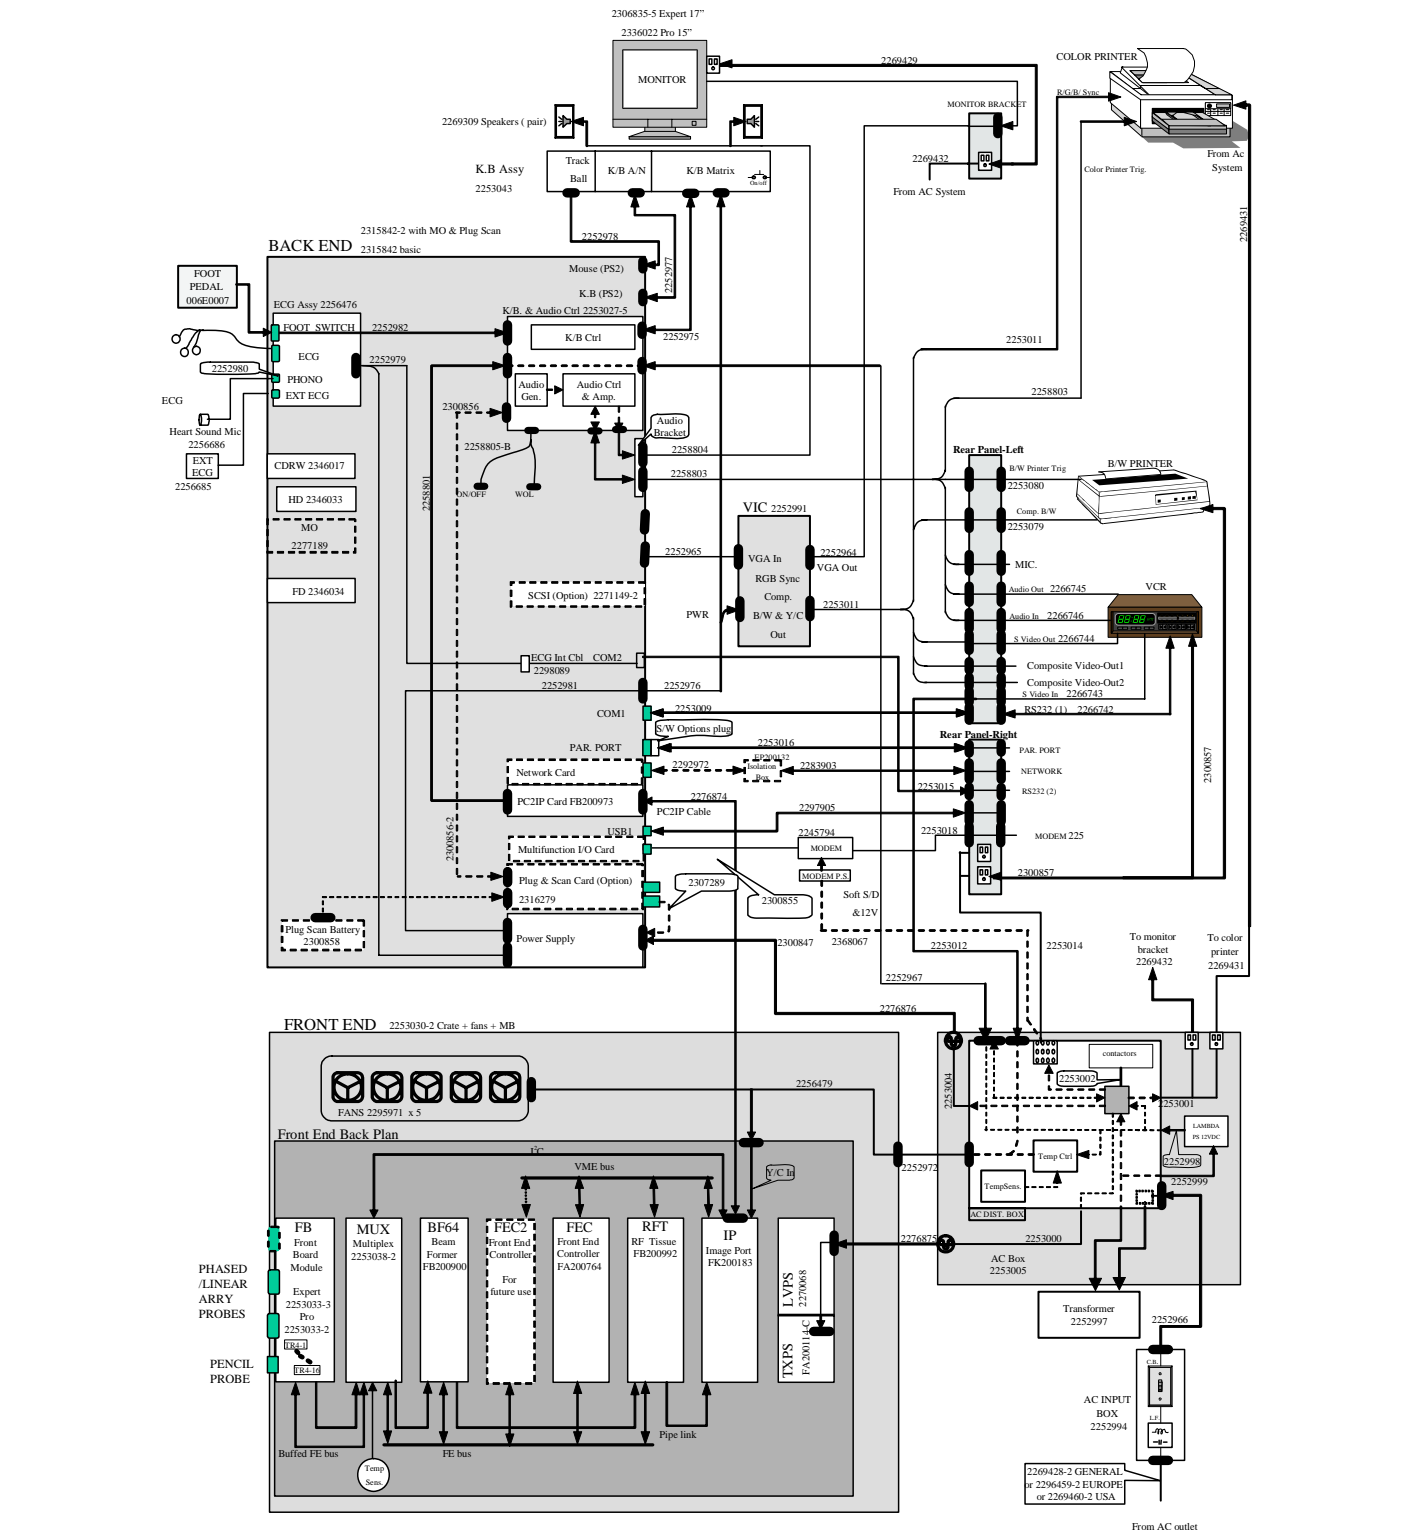 2306835-5 Expert 17”
2336022 Pro 15”
MONITOR
2269429
COLOR PRINTER
R/G/B/ Sync
MONITOR BRACKET
2269309 Speakers ( pair)
2269432
From AC System
From Ac
System
Color Printer Trig.
2269431
K.B Assy
2253043
Track
Ball
K/B A/N
K/B Matrix
On/off
2252978
2252977
2315842-2 with MO & Plug Scan
BACK END
2315842 basic
Mouse (PS2)
K.B (PS2)
FOOT
PEDAL
006E0007
ECG Assy 2256476
FOOT SWITCH
2252982
ECG
2252979
2252980
PHONO
EXT ECG
ECG
Heart Sound Mic
2256686
EXT
ECG
2256685
K/B. & Audio Ctrl 2253027-5
K/B Ctrl
2252975
Audio
Gen.
Audio Ctrl
& Amp.
2300856
2258805-B
ON/OFF
WOL
2258801
Audio
Bracket
2258804
2258803
2253011
2258803
CDRW 2346017
HD 2346033
MO
2277189
FD 2346034
Rear Panel-Left
B/W Printer Trig
2253080
B/W PRINTER
Comp. B/W
2253079
MIC.
Audio Out 2266745
VCR
Audio In 2266746
S Video Out 2266744
Composite Video-Out1
Composite Video-Out2
S Video In 2266743
RS232 (1) 2266742
VIC 2252991
2252965
VGA In
RGB Sync
Comp.
B/W & Y/C
Out
2252964
VGA Out
2253011
PWR
SCSI (Option) 2271149-2
ECG Int Cbl COM2
2298089
2252981
2252976
COM1
2253009
S/W Options plug
PAR. PORT
2253016
Rear Panel-Right
PAR. PORT
Network Card
2292972
EP200132
Isolation
Box
2283903
NETWORK
2253015
RS232 (2)
PC2IP Card FB200973
2276874
PC2IP Cable
2297905
USB1
2245794
2253018
MODEM 225
Multifunction I/O Card
MODEM
MODEM P.S.
2300856-2
2300857
2300857
Plug & Scan Card (Option)
2316279
2307289
2300855
Soft S/D
&12V
Plug Scan Battery
2300858
Power Supply
2300847
2368067
2253012
2253014
2252967
2276876
To monitor
bracket
2269432
To color
printer
2269431
FRONT END
2253030-2 Crate + fans + MB
FANS 2295971 x 5
2256479
Front End Back Plan
I²C
VME bus
Y/C In
2252972
contactors
2253002
2253004
2253001
LAMBDA
PS 12VDC
2252998
2252999
Temp Ctrl
TempSens.
AC DIST. BOX
2276875
2253000
AC Box
2253005
FB
Front
Board
Module
Expert
2253033-3
Pro
2253033-2
TR4-1
TR4-16
MUX
Multiplex
2253038-2
BF64
Beam
Former
FB200900
FEC2
Front End
Controller
For
future use
FEC
Front End
Controller
FA200764
RFT
RF Tissue
FB200992
IP
Image Port
FK200183
LVPS
2270068
TXPS
FA200114-C
PHASED
/LINEAR
ARRY
PROBES
PENCIL
PROBE
Buffed FE bus
FE bus
Pipe link
Temp
Sens.
Transformer
2252997
2252966
C.B.
L.F.
AC INPUT
BOX
2252994
2269428-2 GENERAL
or 2296459-2 EUROPE
or 2269460-2 USA
From AC outlet